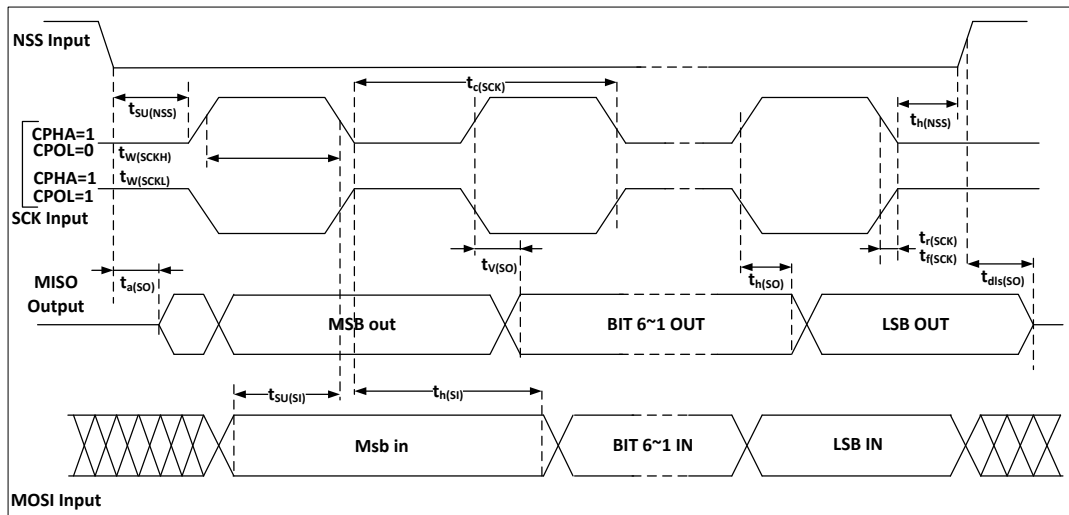 NSS Input
tc(SCK)
tSU(NSS)
th(NSS)
CPHA=1
CPOL=0
tW(SCKH)
CPHA=1
tW(SCKL)
CPOL=1
SCK Input
tV(SO)
tr(SCK)
tf(SCK)
MISO
Output
ta(SO)
th(SO)
tdis(SO)
MSB out
BIT 6~1 OUT
LSB OUT
tSU(SI)
th(SI)
Msb in
BIT 6~1 IN
LSB IN
MOSI Input